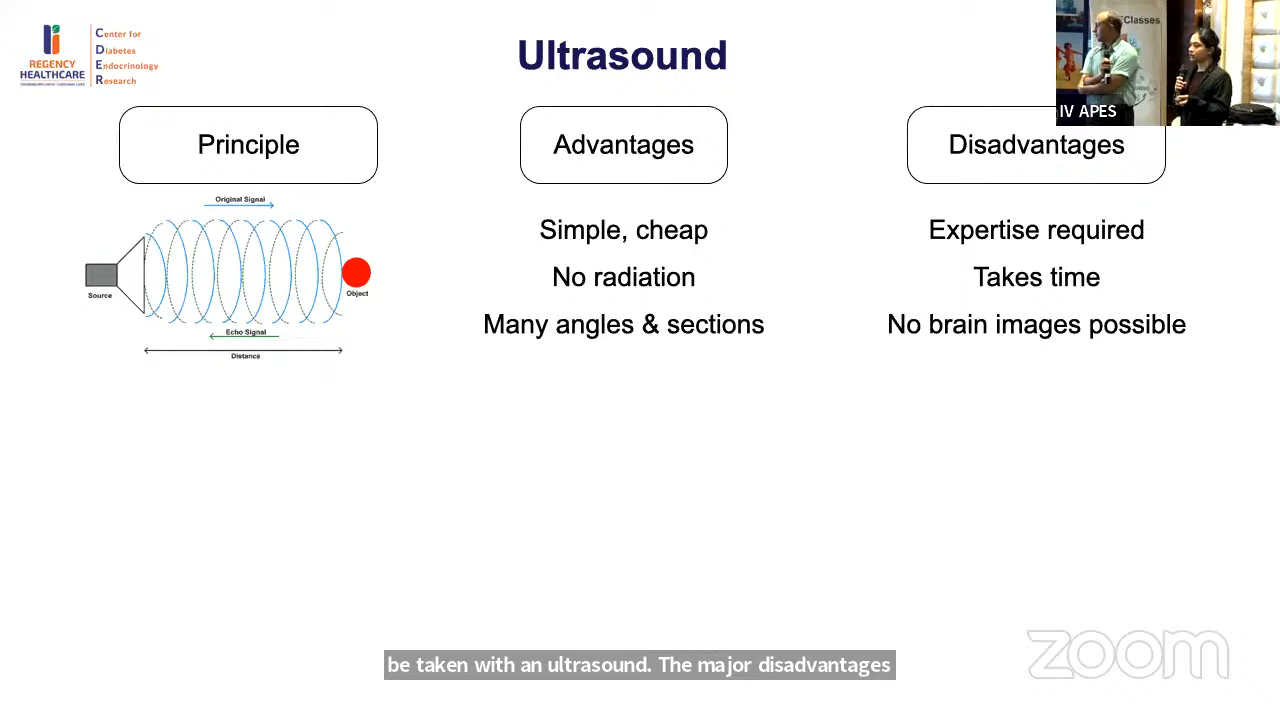 REGENCY
HEALTHCARE
Center for
Diabetes
Endocrinology
Research
Ultrasound
Classes
IV APES
Principle
Advantages
Disadvantages
Original Signal
Source
Object
Echo Signal
Distance
Simple, cheap
No radiation
Many angles & sections
Expertise required
Takes time
No brain images possible
be taken with an ultrasound. The major disadvantages
zoom